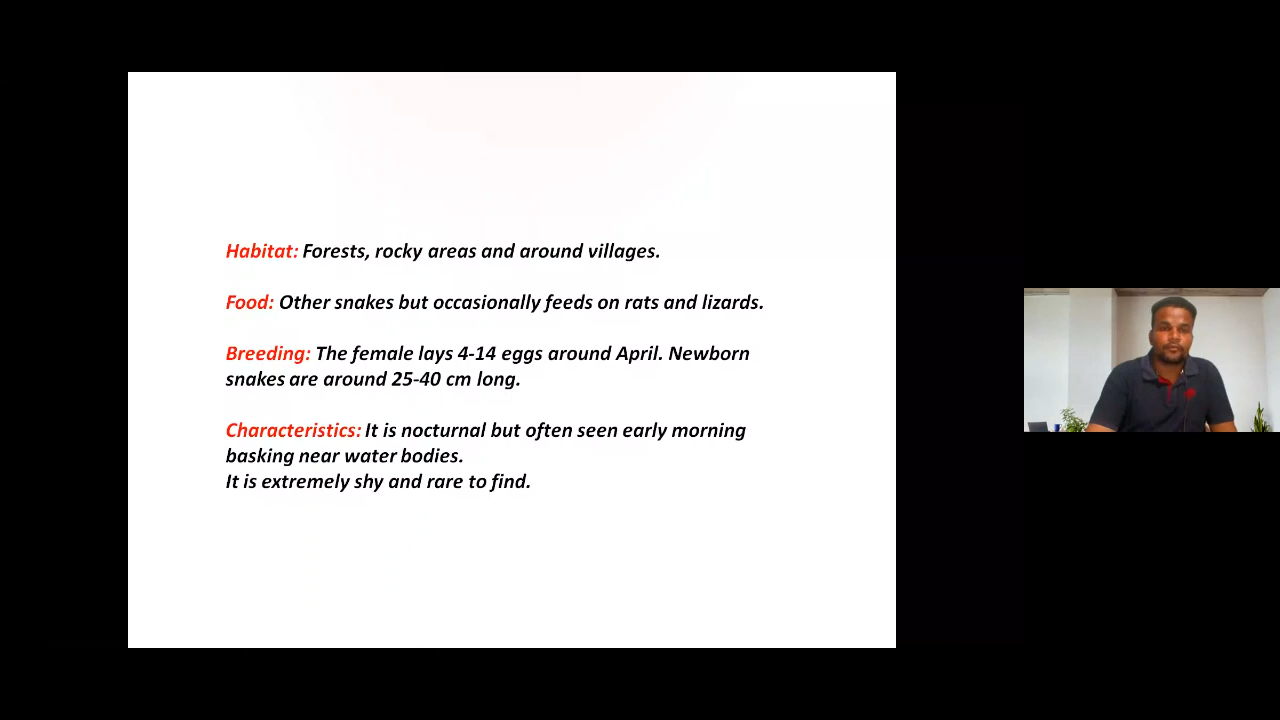 Habitat: Forests, rocky areas and around villages.
Food: Other snakes but occasionally feeds on rats and lizards.
Breeding: The female lays 4-14 eggs around April. Newborn
snakes are around 25-40 cm long.
Characteristics: It is nocturnal but often seen early morning
basking near water bodies.
It is extremely shy and rare to find.